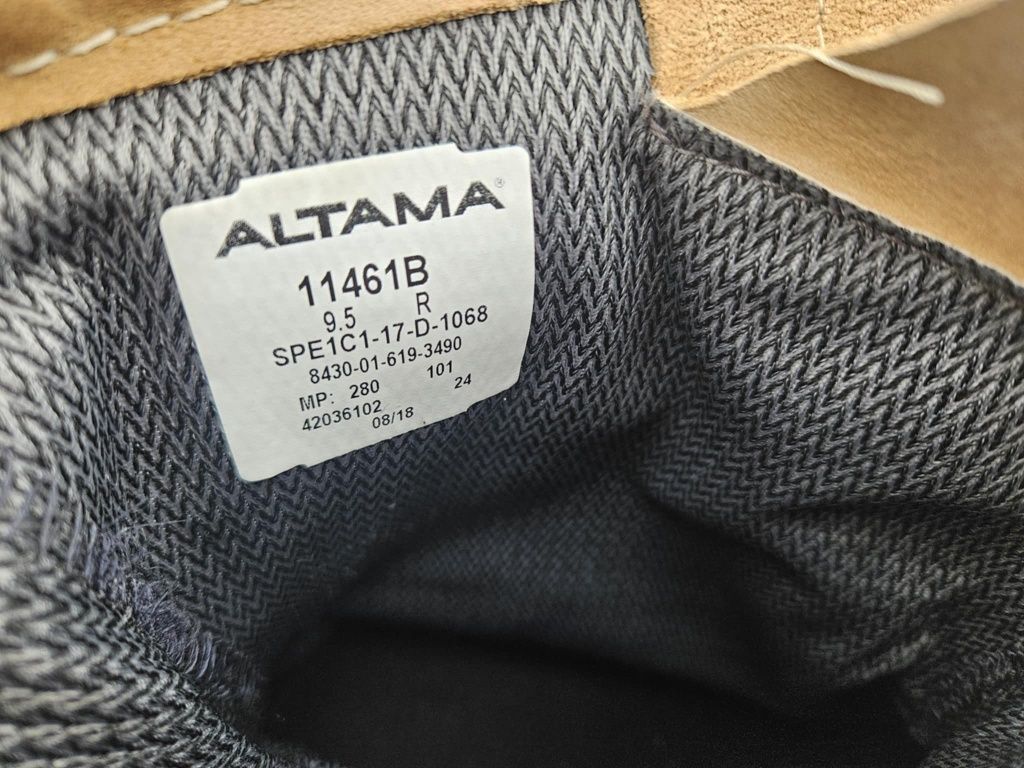 ALTAMA®
11461B
9.5 R
SPE1C1-17-D-1068
8430-01-619-3490
MP: 280 101
42036102 24
08/18